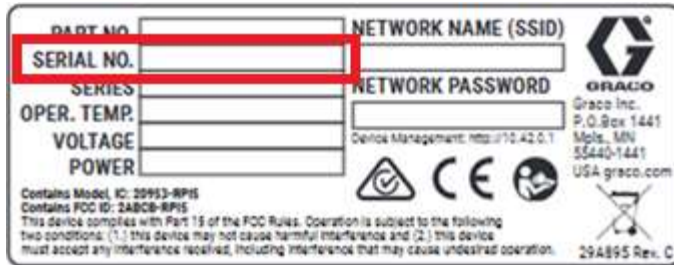 PART NO.
SERIAL NO.
SERIES
OPER. TEMP.
VOLTAGE
POWER
NETWORK NAME (SSID)
NETWORK PASSWORD
Device Management: http://10.42.0.1
GRACO
Graco Inc.
P.O.Box 1441
Mpls., MN
55440-1441
USA graco.com
Contains Model, IC: 20953-RPI5
Contains FCC ID: 2ABCB-RPI5
This device complies with Part 15 of the FCC Rules. Operation is subject to the following
two conditions: (1.) this device may not cause harmful interference and (2.) this device
must accept any interference received, including interference that may cause undesired operation.
CE
29A895 Rev. C